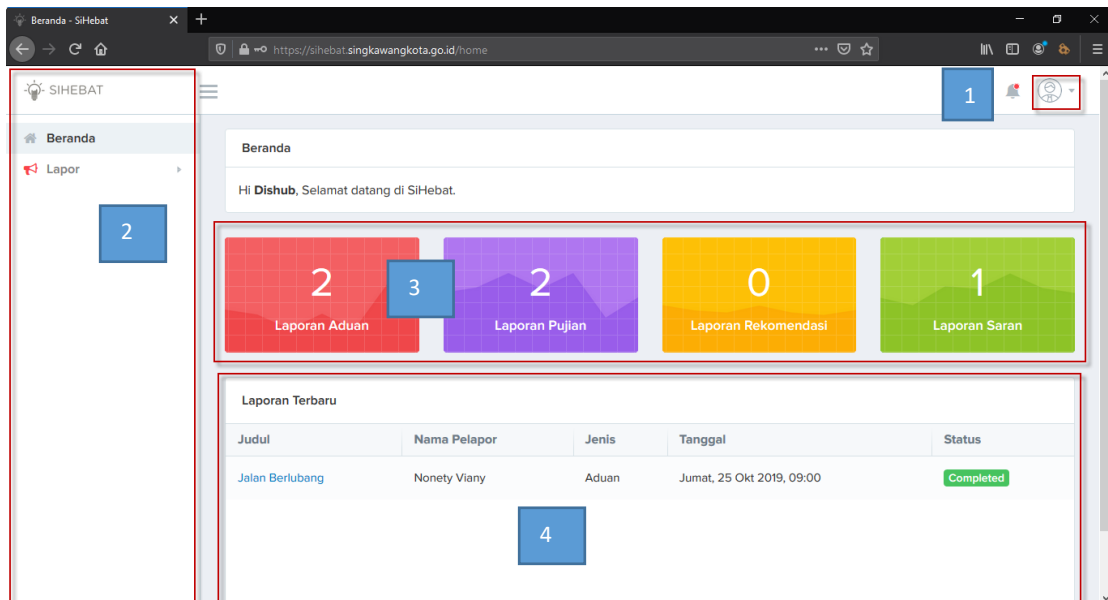 Beranda - SiHebat
https://sihebat.singkawangkota.go.id/home
SIHEBAT
1
Beranda
Lapor
2
Beranda
Hi Dishub, Selamat datang di SiHebat.
2 3 2 0 1
Laporan Aduan Laporan Pujian Laporan Rekomendasi Laporan Saran
Laporan Terbaru
Judul Nama Pelapor Jenis Tanggal Status
Jalan Berlubang Nonety Viany Aduan Jumat, 25 Okt 2019, 09:00 Completed
4